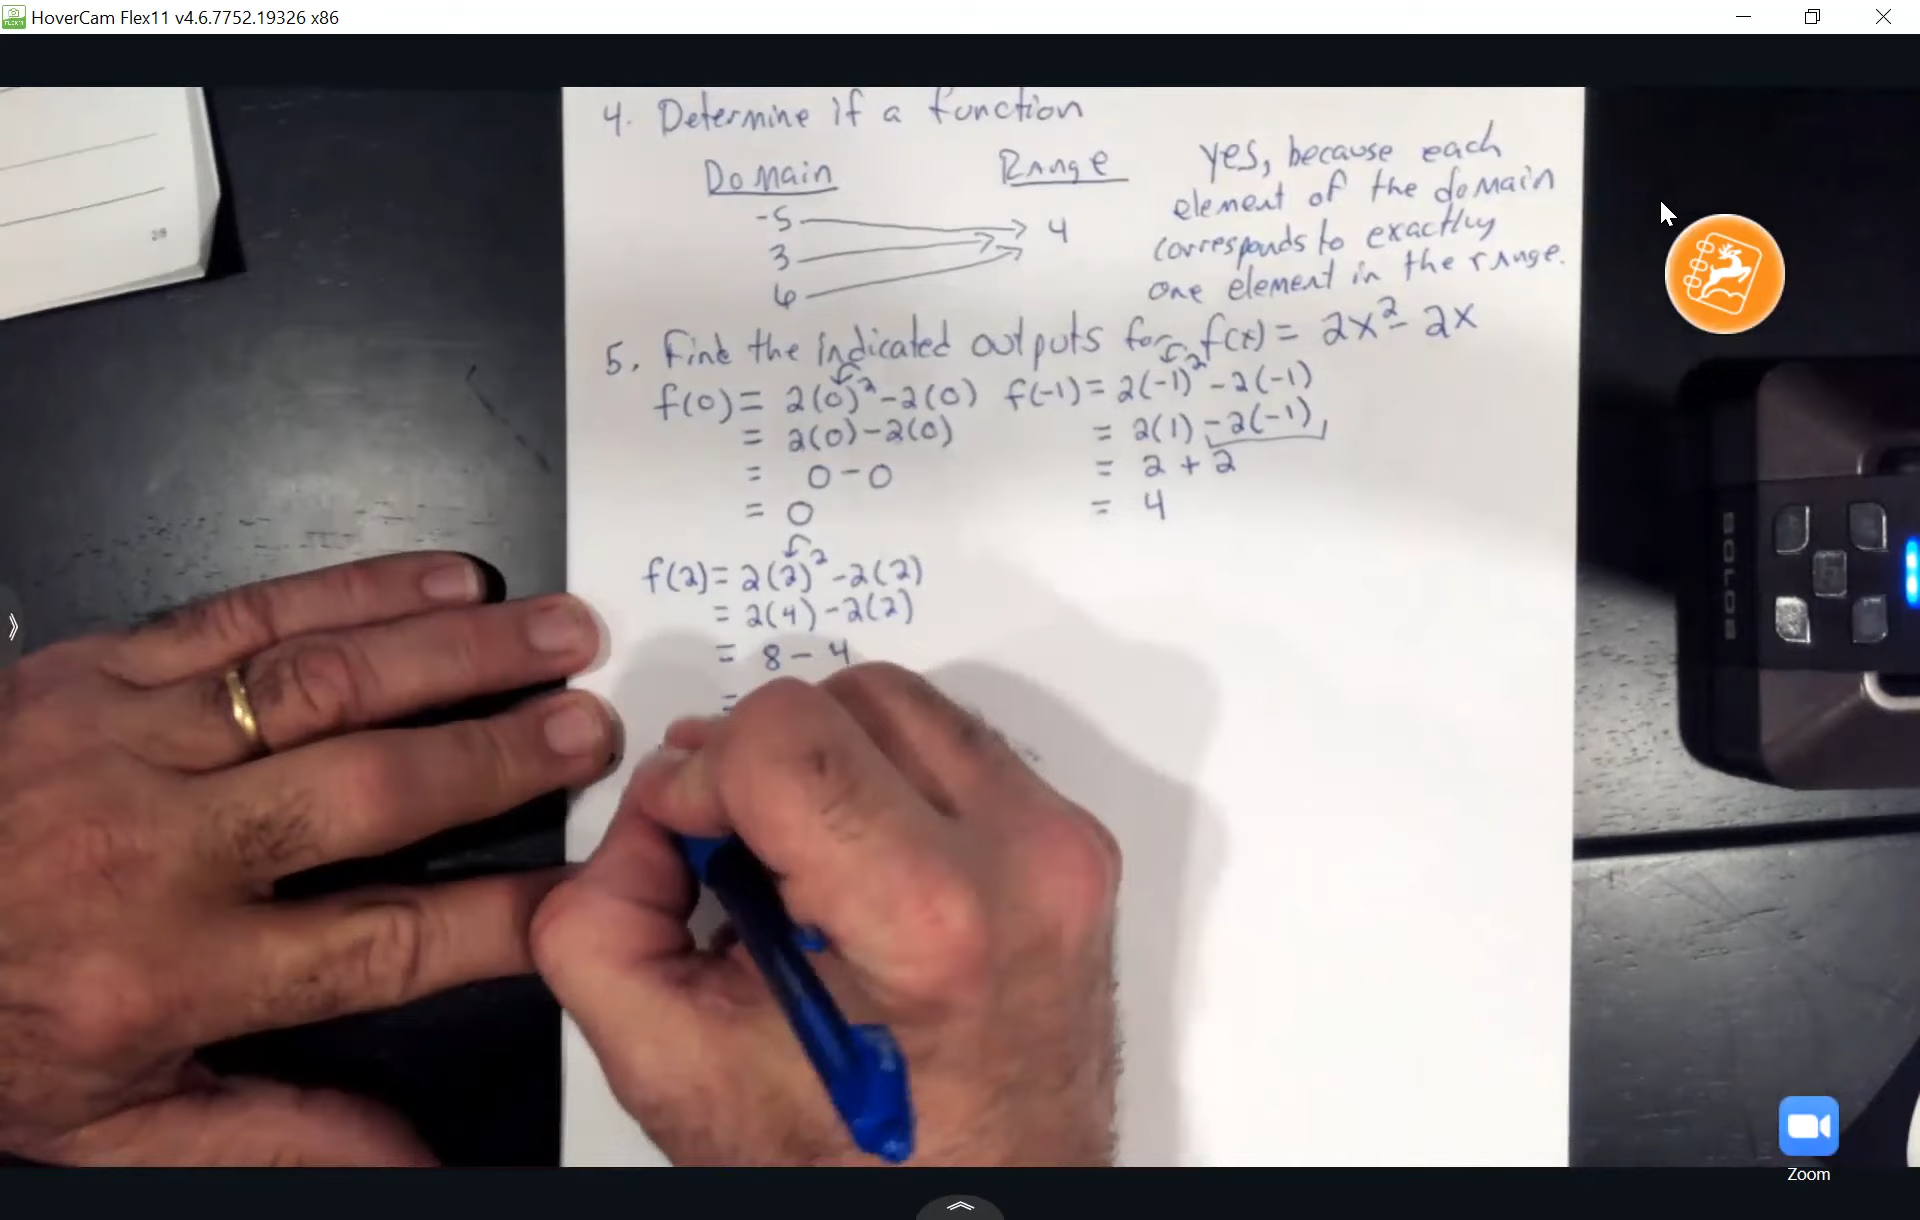 HoverCam Flex11 v4.6.7752.19326 x86
4. Determine if a function
Domain
Range
-5
3
6
4
yes, because each
element of the domain
corresponds to exactly
one element in the range.
5. Find the indicated outputs for f(x) = 2x² - 2x
f(0) = 2(0)² - 2(0)
= 2(0) - 2(0)
= 0 - 0
= 0
f(-1) = 2(-1)² - 2(-1)
= 2(1) - 2(-1)
= 2 + 2
= 4
f(2) = 2(2)² - 2(2)
= 2(4) - 2(2)
= 8 - 4
=
28
SOLO8
Zoom